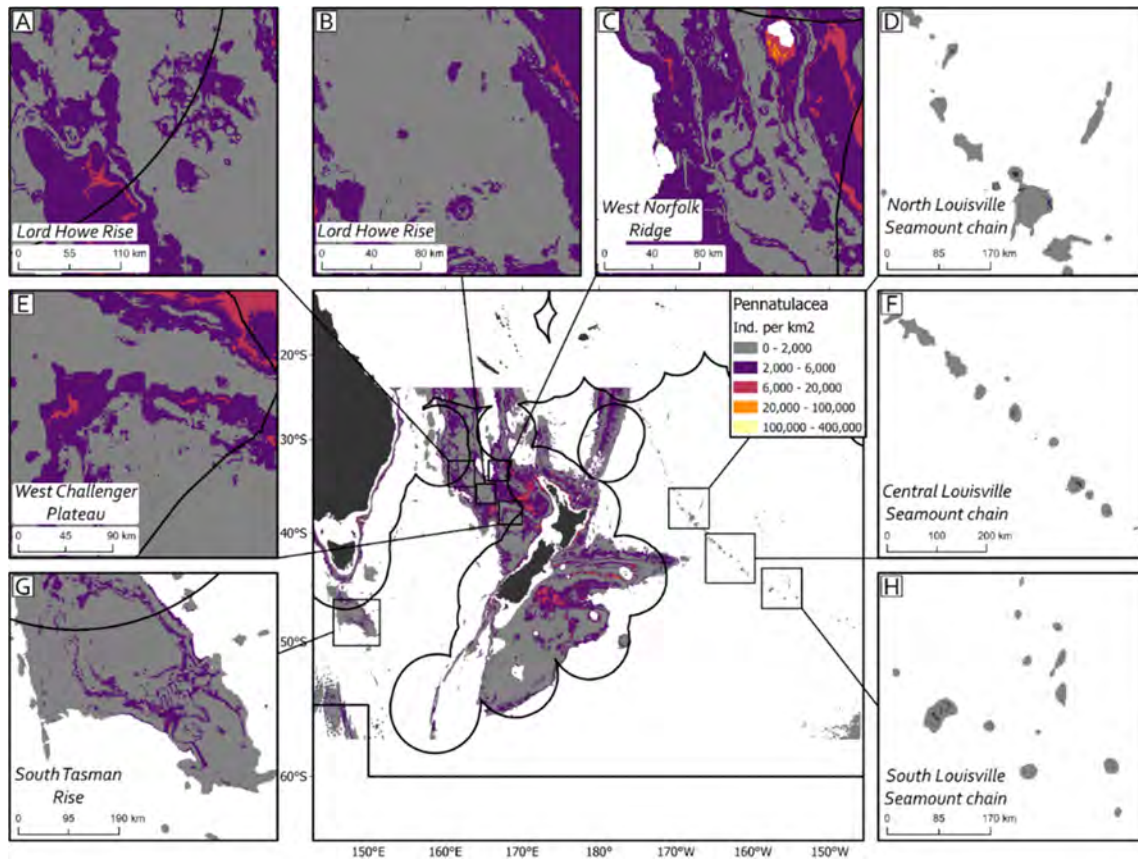 A
Lord Howe Rise
0 55 110 km
B
Lord Howe Rise
0 40 80 km
C
West Norfolk
Ridge
0 40 80 km
D
North Louisville
Seamount chain
0 85 170 km
E
West Challenger
Plateau
0 45 90 km
Pennatulacea
Ind. per km2
0 - 2,000
2,000 - 6,000
6,000 - 20,000
20,000 - 100,000
100,000 - 400,000
20°S
30°S
40°S
50°S
60°S
150°E 160°E 170°E 180° 170°W 160°W 150°W
F
Central Louisville
Seamount chain
0 100 200 km
G
South Tasman
Rise
0 95 190 km
H
South Louisville
Seamount chain
0 85 170 km